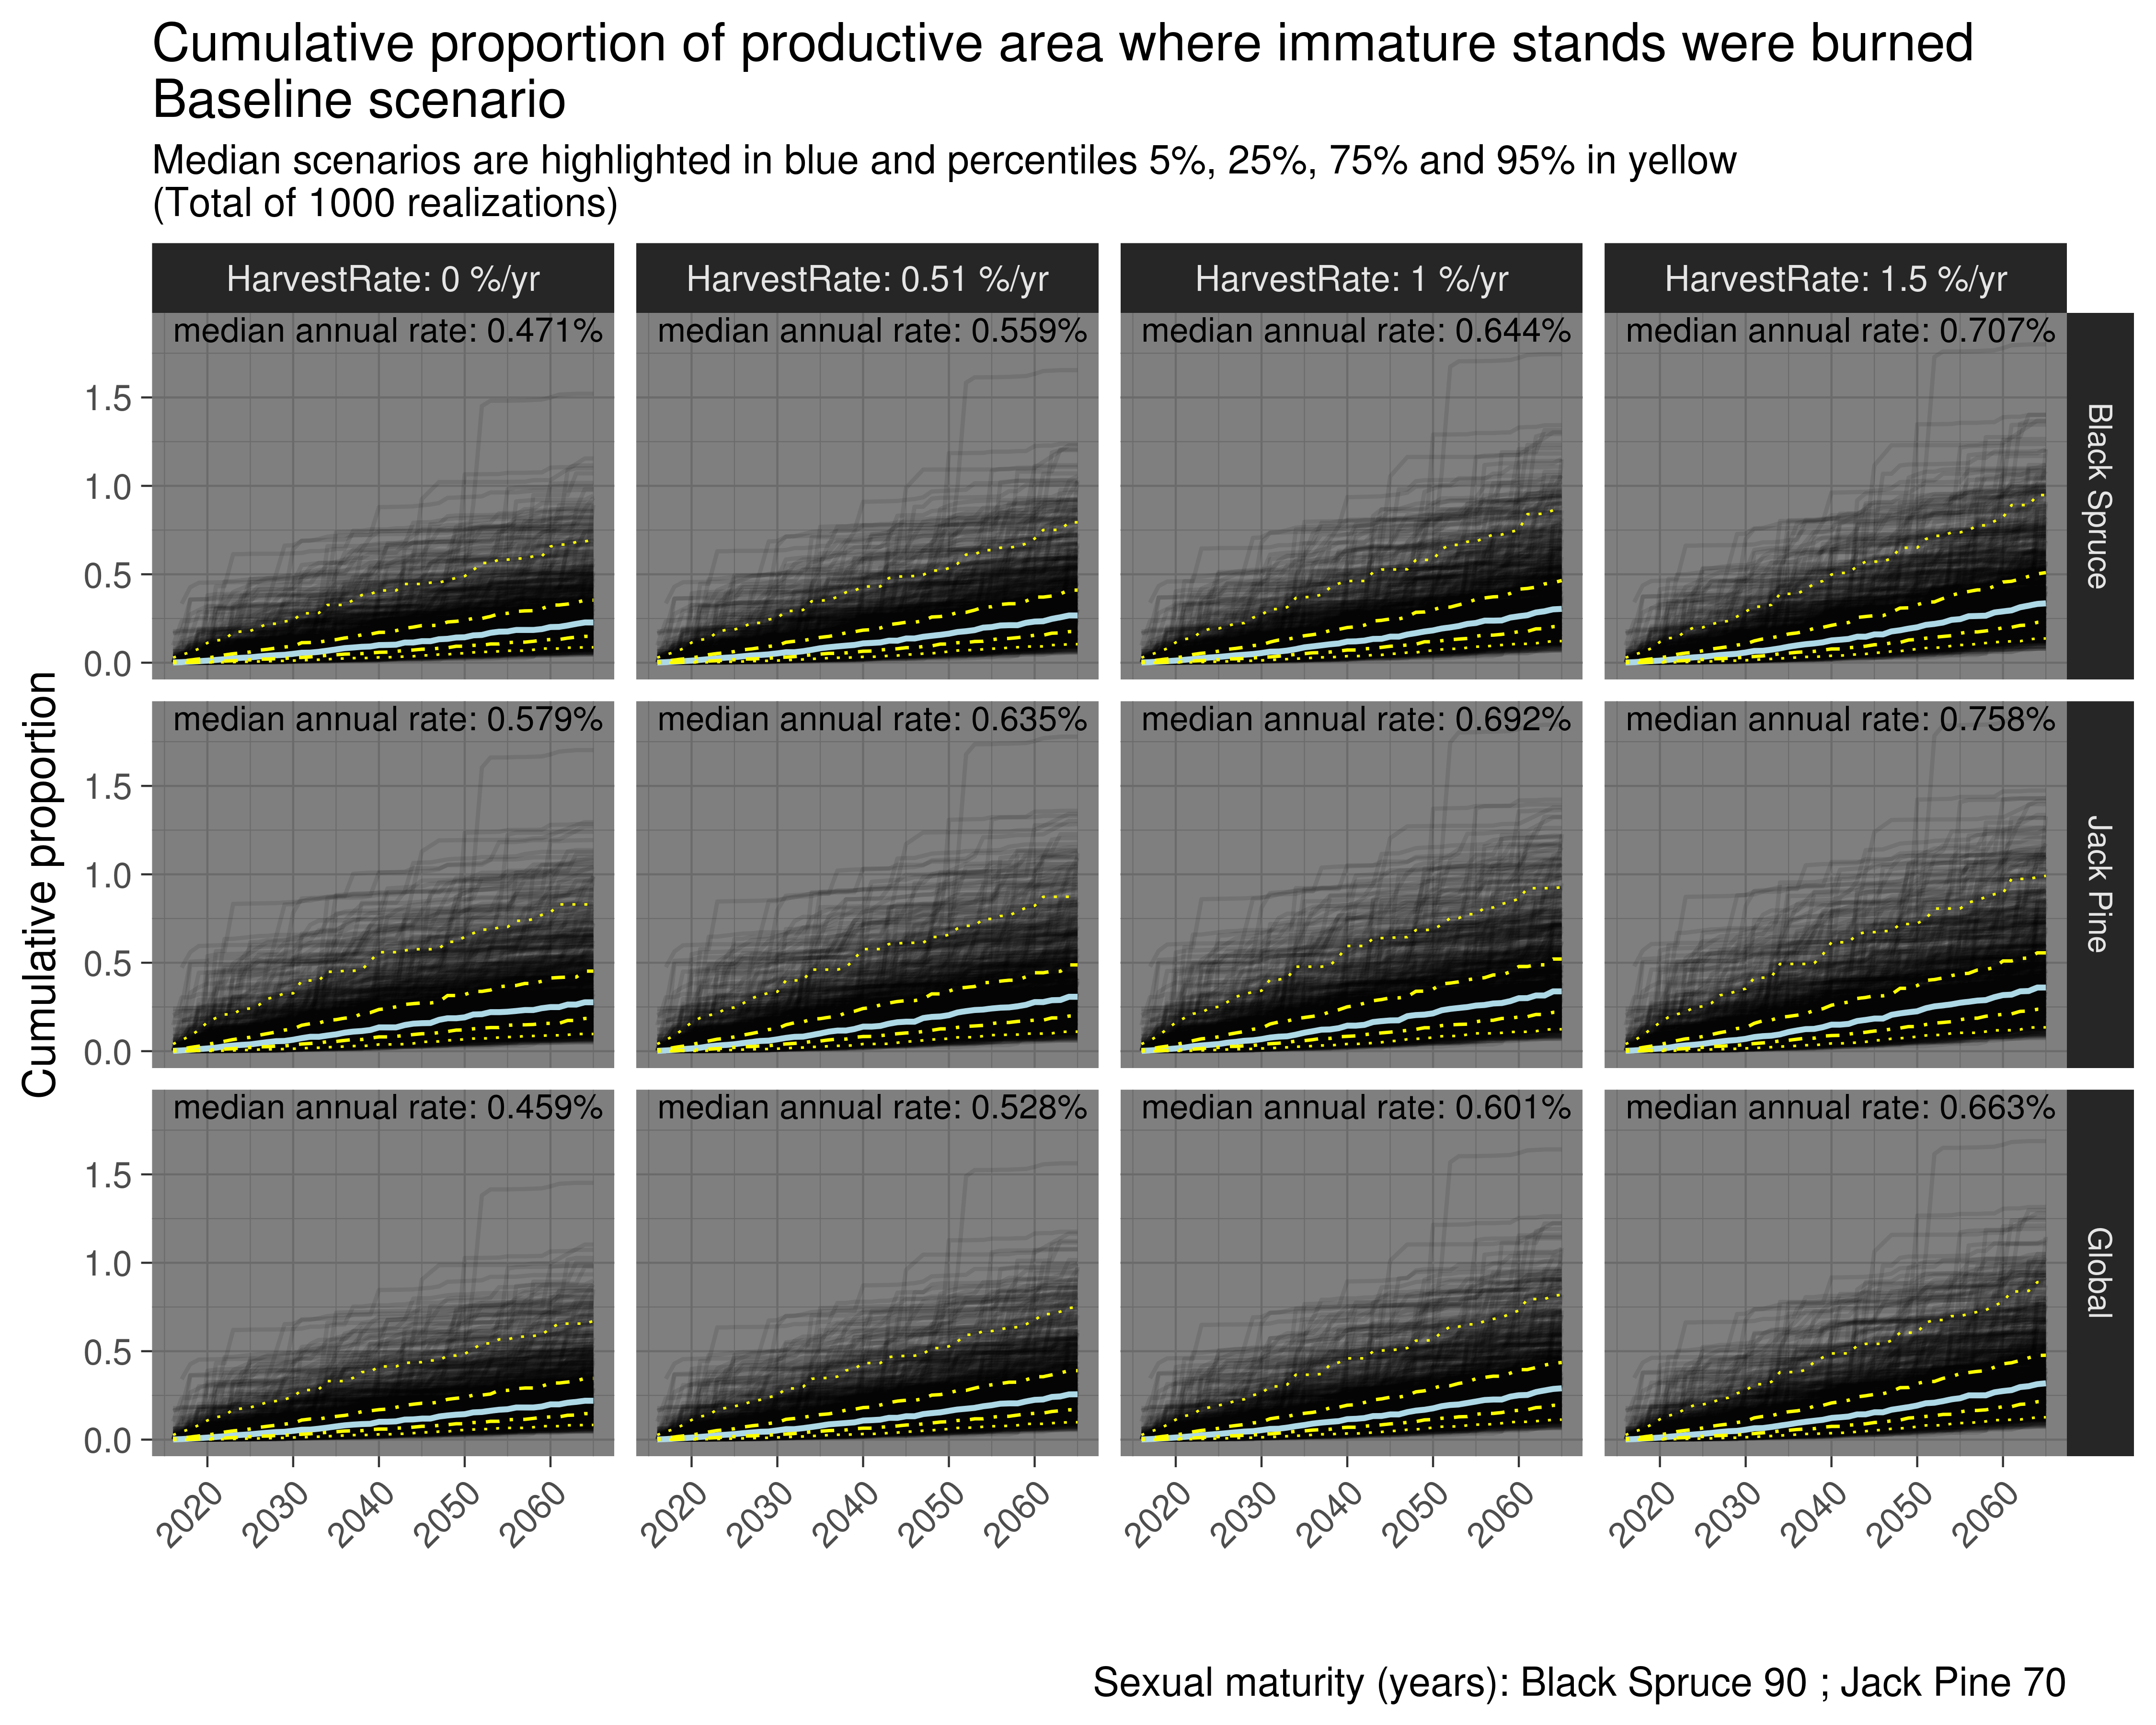 Cumulative proportion of productive area where immature stands were burned
Baseline scenario
Median scenarios are highlighted in blue and percentiles 5%, 25%, 75% and 95% in yellow
(Total of 1000 realizations)
HarvestRate: 0 %/yr
HarvestRate: 0.51 %/yr
HarvestRate: 1 %/yr
HarvestRate: 1.5 %/yr
median annual rate: 0.471%
median annual rate: 0.559%
median annual rate: 0.644%
median annual rate: 0.707%
1.5
1.0
0.5
0.0
Black Spruce
median annual rate: 0.579%
median annual rate: 0.635%
median annual rate: 0.692%
median annual rate: 0.758%
1.5
1.0
0.5
0.0
Jack Pine
Cumulative proportion
median annual rate: 0.459%
median annual rate: 0.528%
median annual rate: 0.601%
median annual rate: 0.663%
1.5
1.0
0.5
0.0
Global
2020 2030 2040 2050 2060
2020 2030 2040 2050 2060
2020 2030 2040 2050 2060
2020 2030 2040 2050 2060
Sexual maturity (years): Black Spruce 90 ; Jack Pine 70